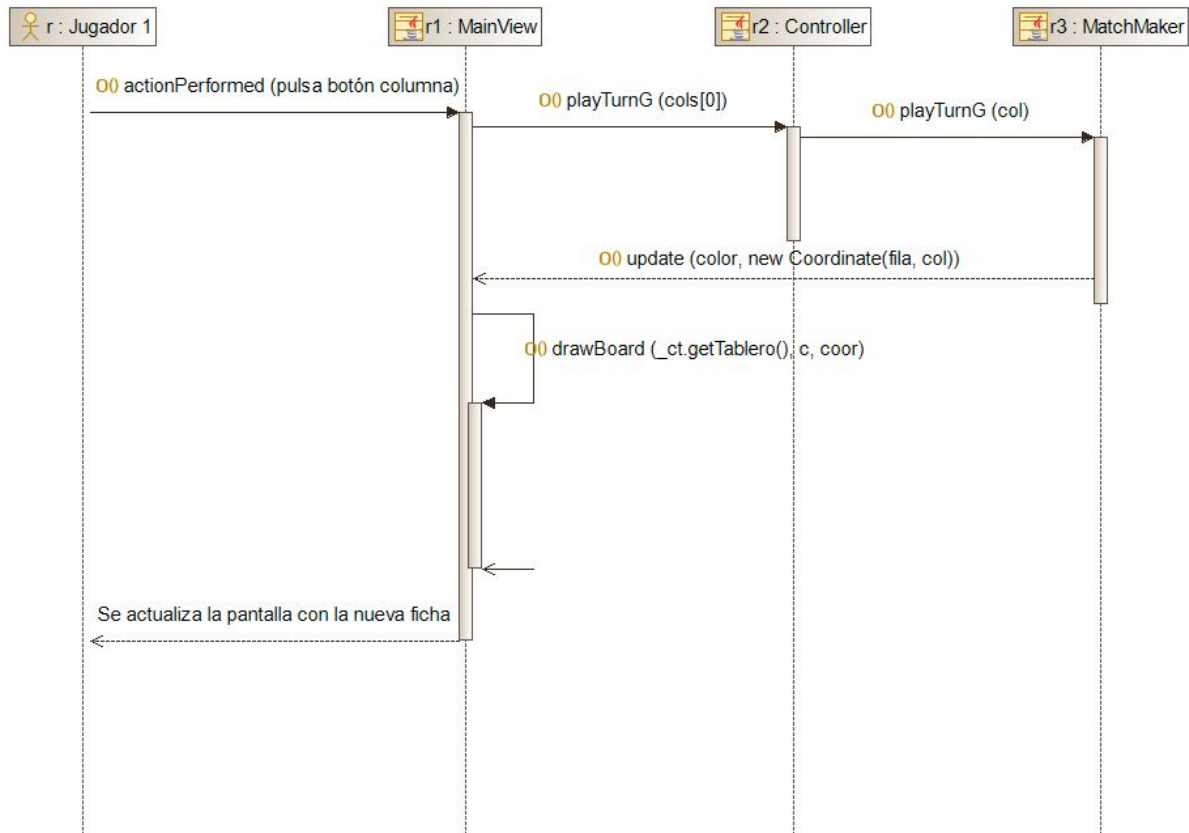 r : Jugador 1
r1 : MainView
r2 : Controller
r3 : MatchMaker
O() actionPerformed (pulsa botón columna)
O() playTurnG (cols[0])
O() playTurnG (col)
O() update (color, new Coordinate(fila, col))
O() drawBoard (_ct.getTablero(), c, coor)
Se actualiza la pantalla con la nueva ficha